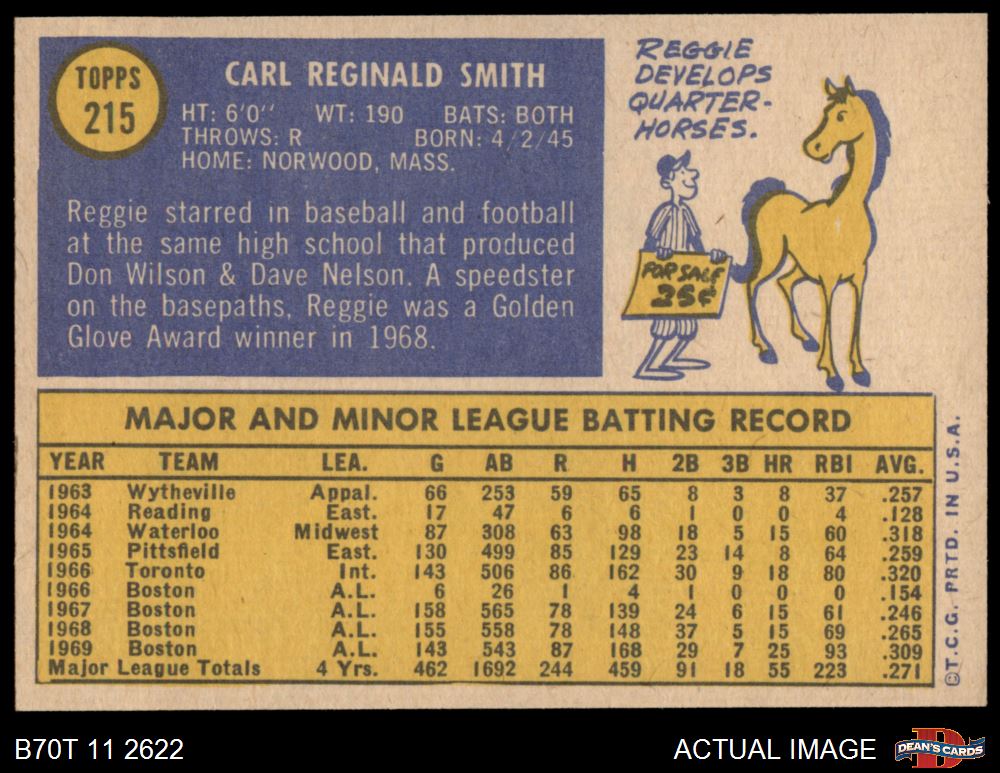 TOPPS
215
CARL REGINALD SMITH
HT: 6'0" WT: 190 BATS: BOTH
THROWS: R BORN: 4/2/45
HOME: NORWOOD, MASS.
Reggie starred in baseball and football
at the same high school that produced
Don Wilson & Dave Nelson. A speedster
on the basepaths, Reggie was a Golden
Glove Award winner in 1968.
REGGIE
DEVELOPS
QUARTER-
HORSES.
FOR SALE
25¢
MAJOR AND MINOR LEAGUE BATTING RECORD
YEAR TEAM LEA. G AB R H 2B 3B HR RBI AVG.
1963 Wytheville Appal. 66 253 59 65 8 3 8 37 .257
1964 Reading East. 17 47 6 6 1 0 0 4 .128
1964 Waterloo Midwest 87 308 63 98 18 5 15 60 .318
1965 Pittsfield East. 130 499 85 129 23 14 8 64 .259
1966 Toronto Int. 143 506 86 162 30 9 18 80 .320
1966 Boston A.L. 6 26 1 4 1 0 0 0 .154
1967 Boston A.L. 158 565 78 139 24 6 15 61 .246
1968 Boston A.L. 155 558 78 148 37 5 15 69 .265
1969 Boston A.L. 143 543 87 168 29 7 25 93 .309
Major League Totals 4 Yrs. 462 1692 244 459 91 18 55 223 .271
©T.C.G. PRTD. IN U.S.A.
B70T 11 2622
ACTUAL IMAGE
D
DEAN'S CARDS